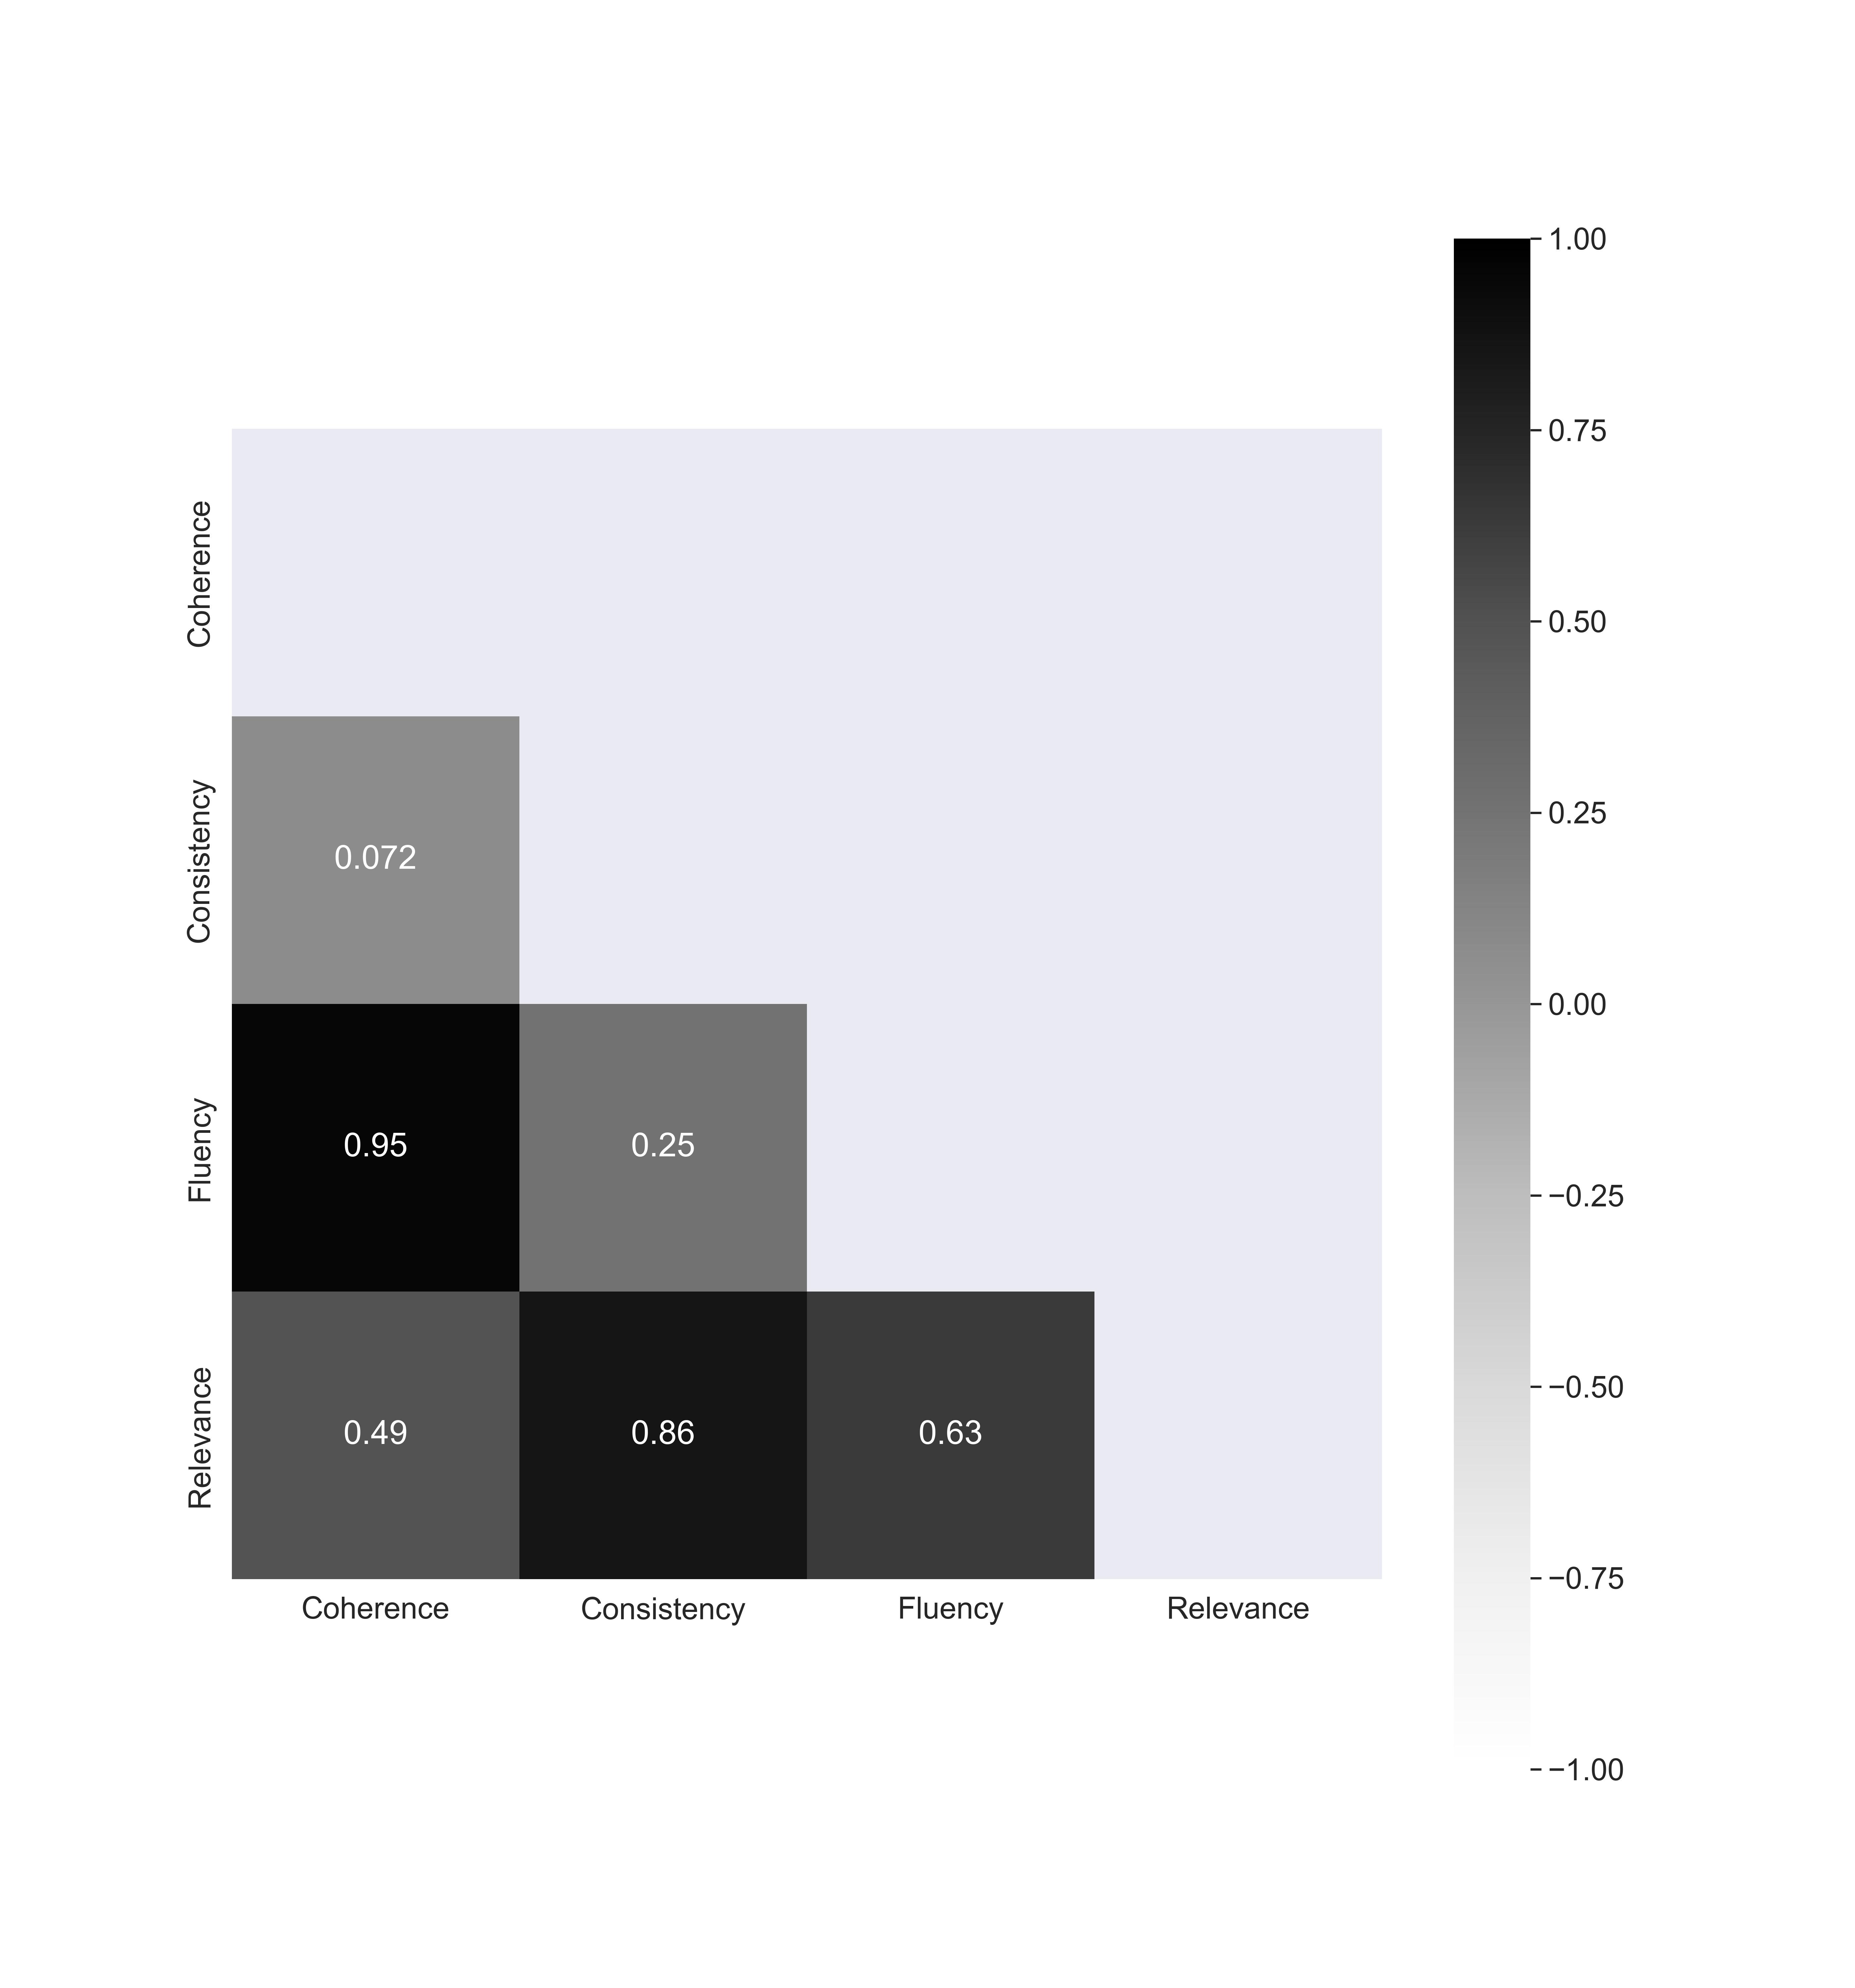 1.00
0.75
0.50
0.25
0.00
−0.25
−0.50
−0.75
−1.00
Coherence
Consistency
0.072
Fluency
0.95 0.25
Relevance
0.49 0.86 0.63
Coherence Consistency Fluency Relevance